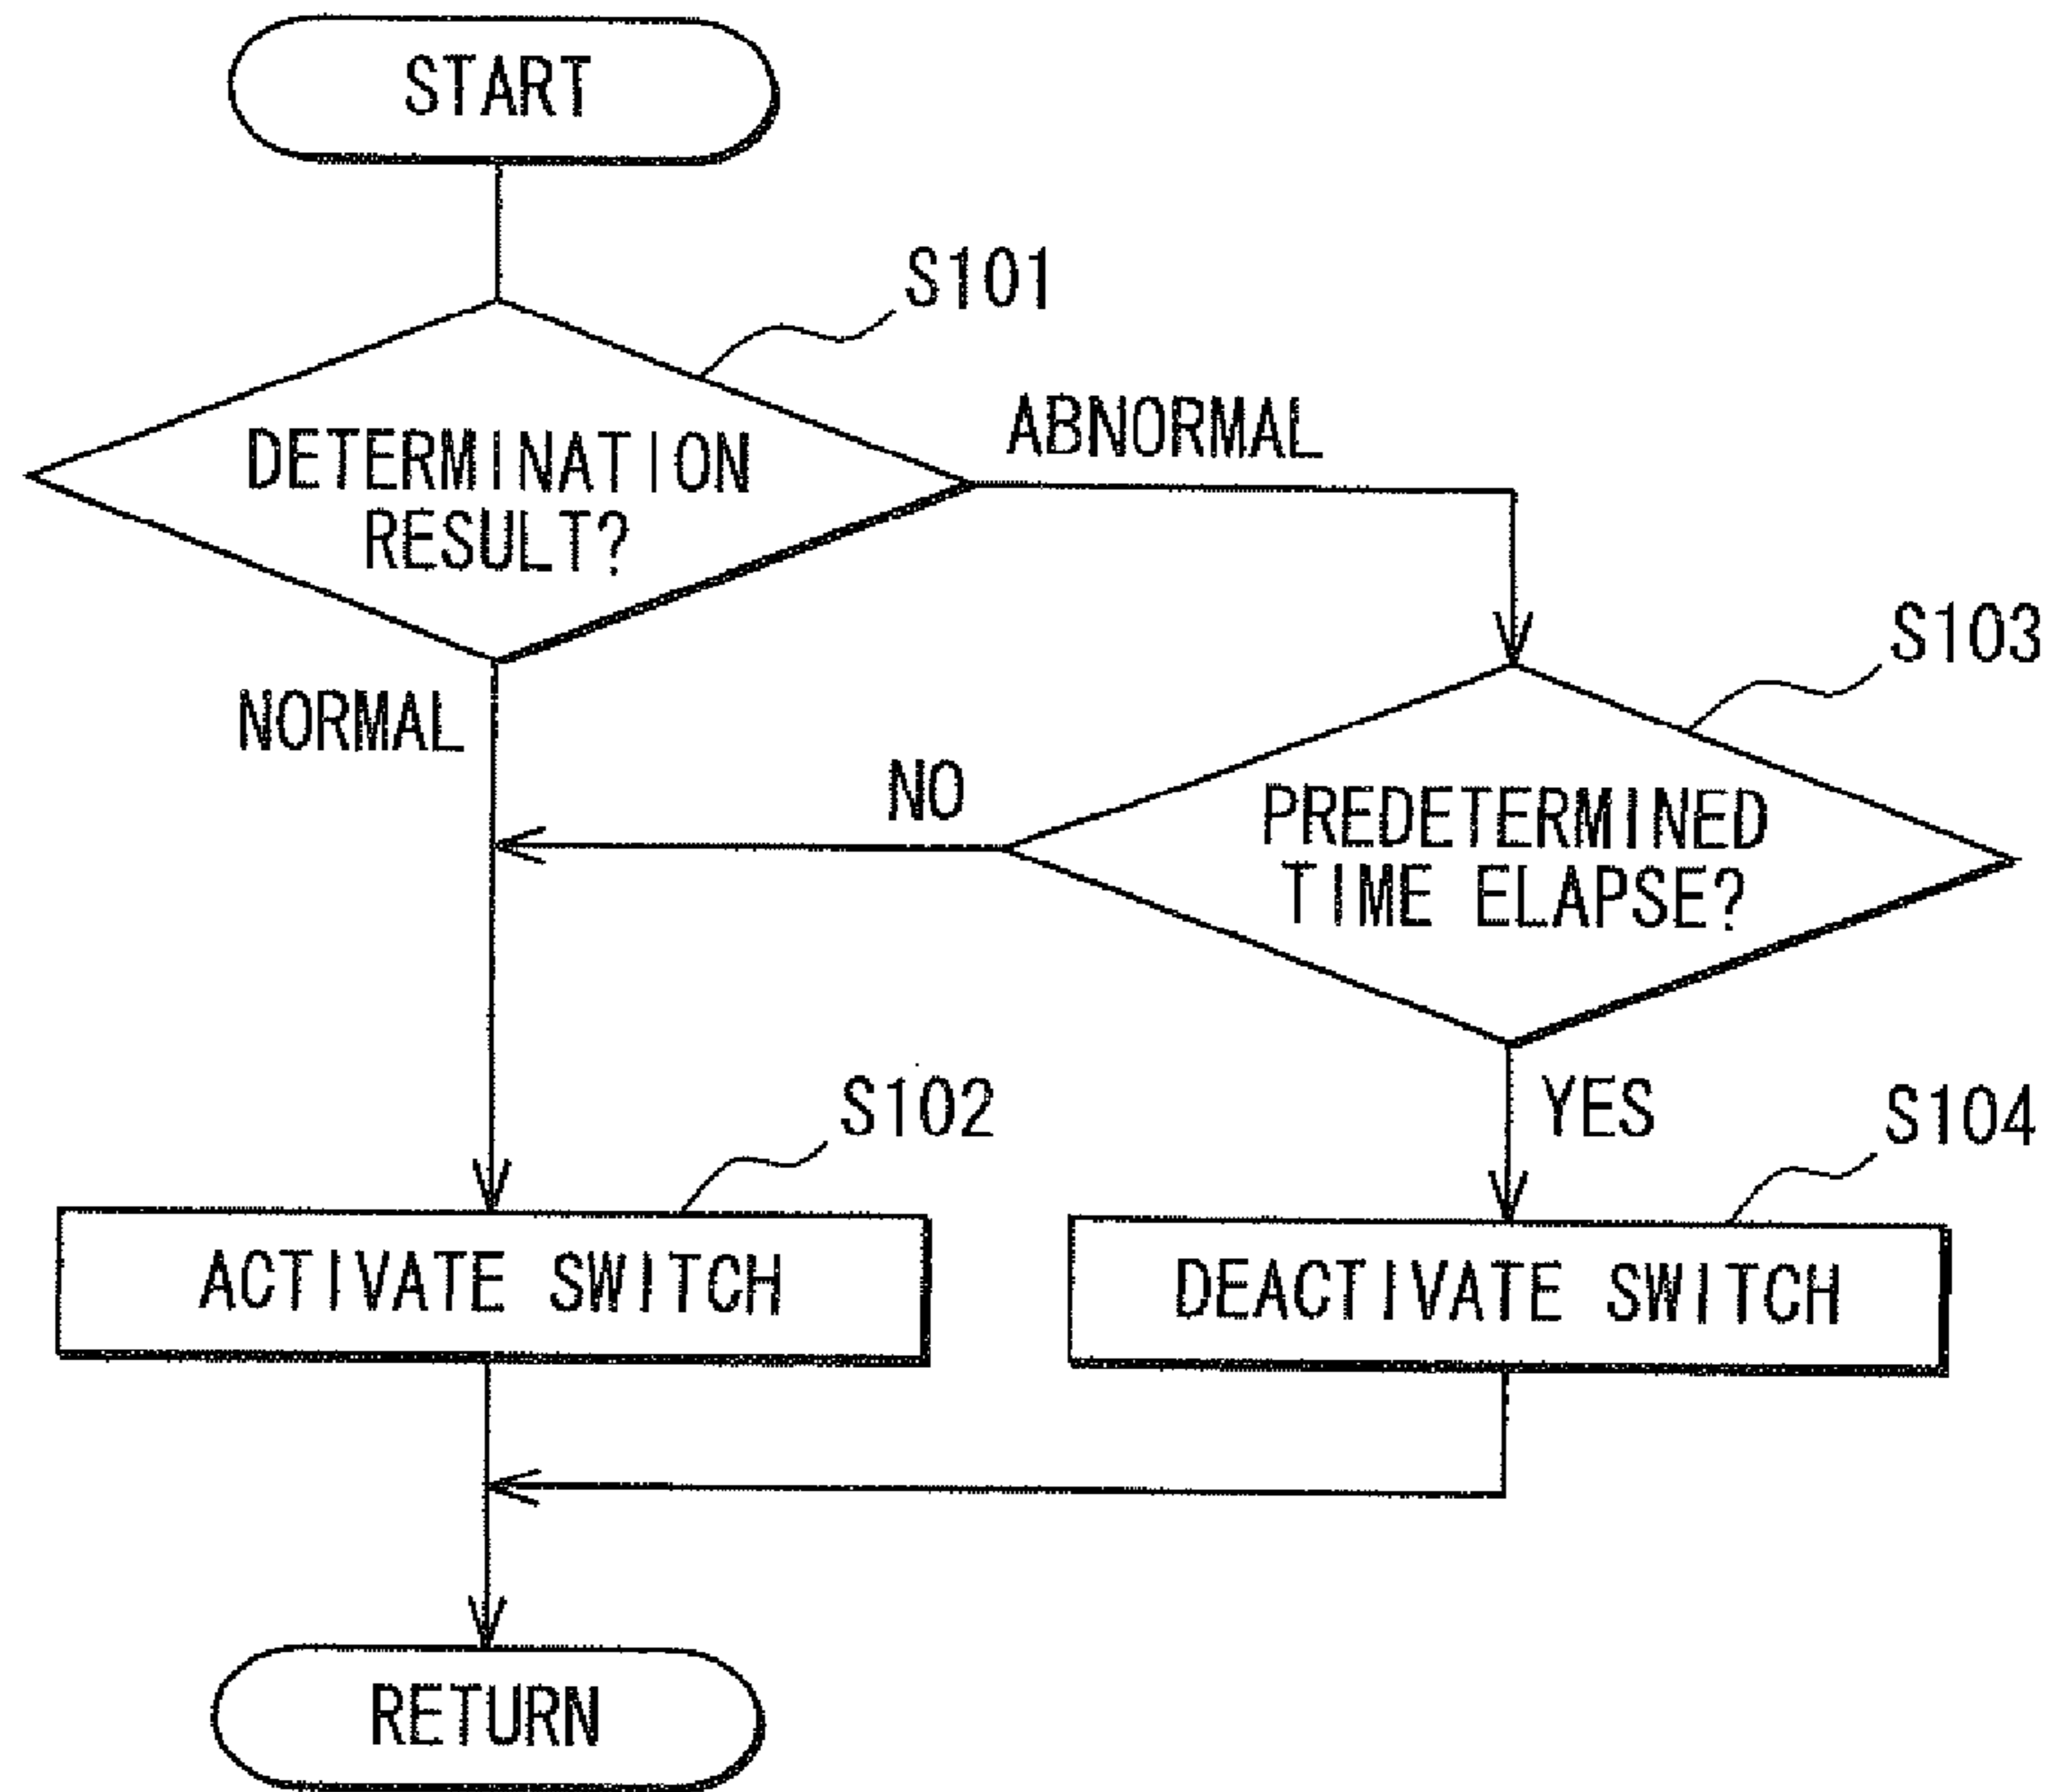 START
S101
DETERMINATION
RESULT?
ABNORMAL
NORMAL
S103
PREDETERMINED
TIME ELAPSE?
NO
YES
S102
ACTIVATE SWITCH
S104
DEACTIVATE SWITCH
RETURN